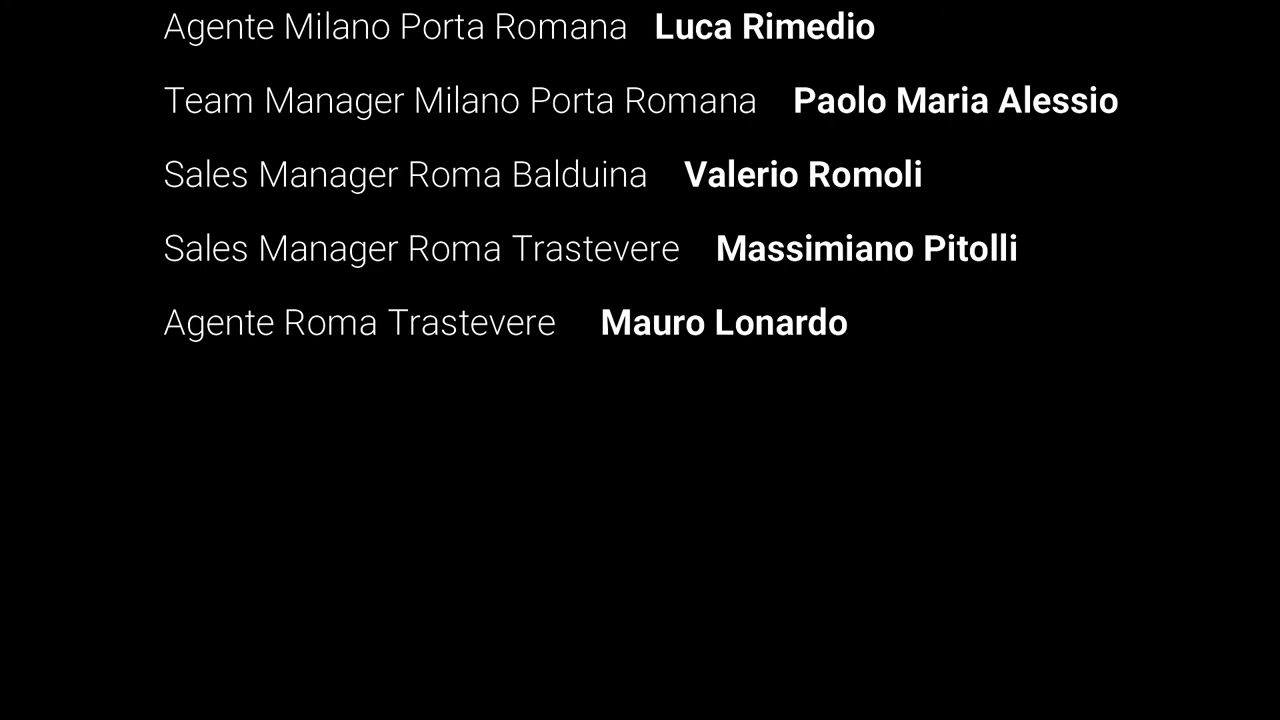 Agente Milano Porta Romana Luca Rimedio
Team Manager Milano Porta Romana Paolo Maria Alessio
Sales Manager Roma Balduina Valerio Romoli
Sales Manager Roma Trastevere Massimiano Pitolli
Agente Roma Trastevere Mauro Lonardo